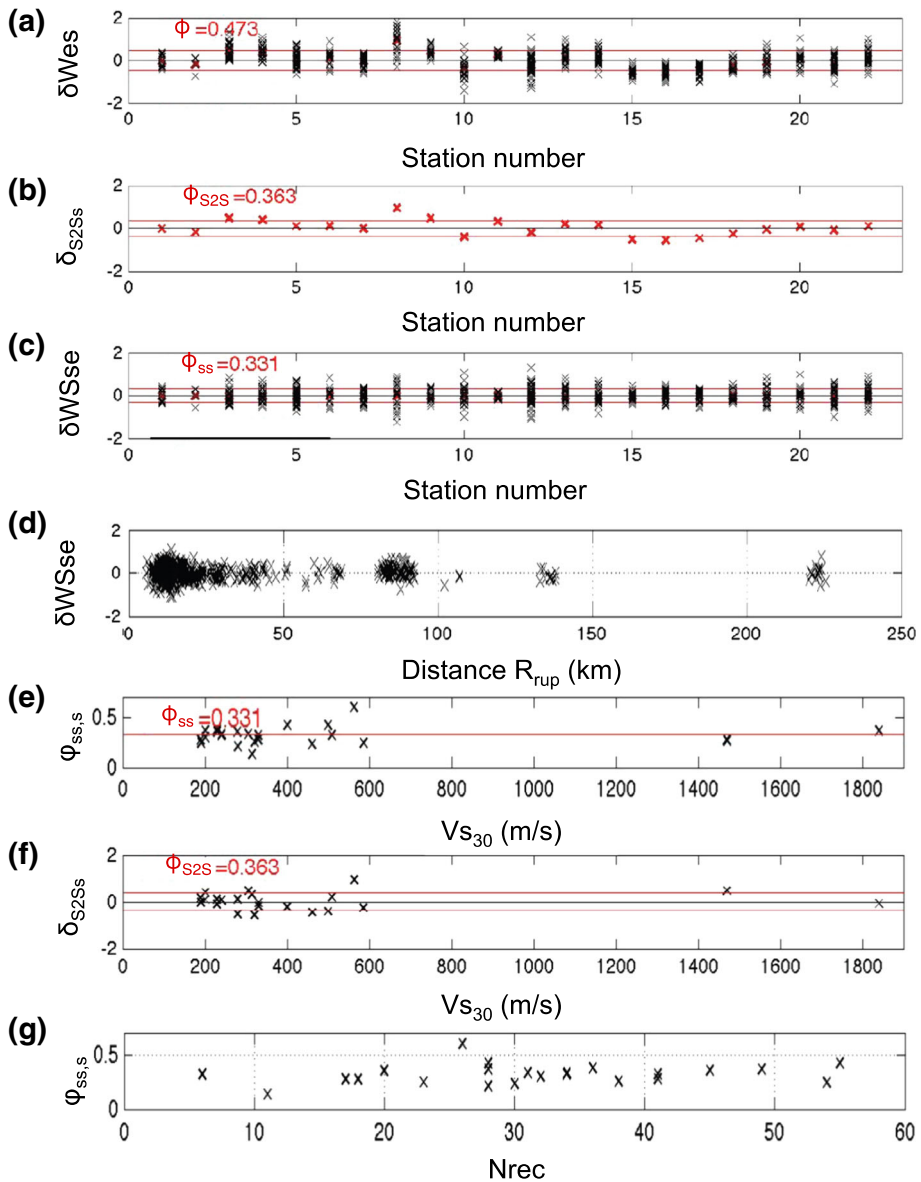 (a)
2
0
-2
Φ=0.473
δWes
5
10
15
20
Station number
(b)
2
0
-2
ΦS2S=0.363
δS2Ss
5
10
15
20
Station number
(c)
2
0
-2
Φss=0.331
δWSse
5
10
15
20
Station number
(d)
2
0
-2
δWSse
0
50
100
150
200
250
Distance Rrup (km)
(e)
0.5
0
Φss=0.331
φss,s
0
200
400
600
800
1000
1200
1400
1600
1800
Vs30 (m/s)
(f)
2
0
-2
ΦS2S=0.363
δS2Ss
0
200
400
600
800
1000
1200
1400
1600
1800
Vs30 (m/s)
(g)
0.5
0
φss,s
0
10
20
30
40
50
60
Nrec